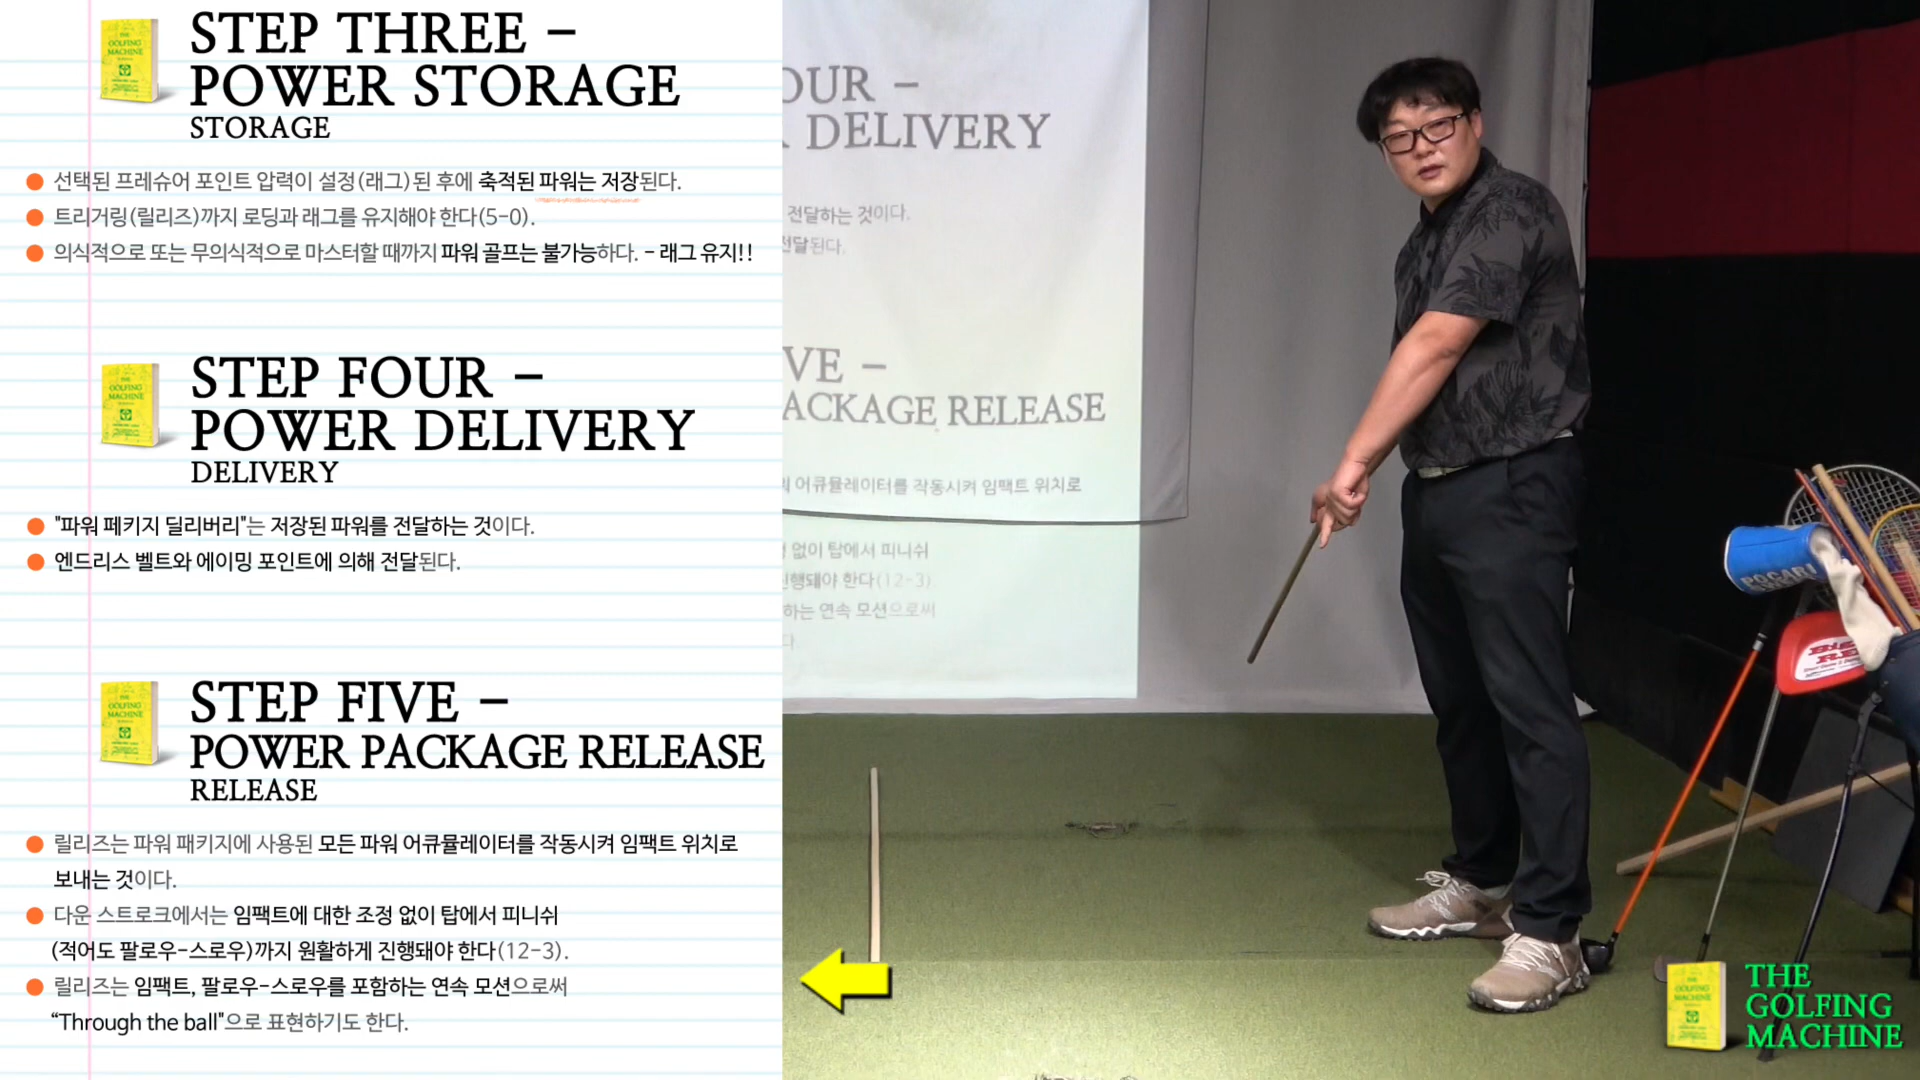 STEP THREE –
POWER STORAGE
STORAGE
선택된 프레슈어 포인트 압력이 설정(래그)된 후에 축적된 파워는 저장된다.
트리거링(릴리즈)까지 로딩과 래그를 유지해야 한다(5-0).
의식적으로 또는 무의식적으로 마스터할 때까지 파워 골프는 불가능하다. - 래그 유지!!
STEP FOUR –
POWER DELIVERY
DELIVERY
"파워 페키지 딜리버리"는 저장된 파워를 전달하는 것이다.
엔드리스 벨트와 에이밍 포인트에 의해 전달된다.
STEP FIVE –
POWER PACKAGE RELEASE
RELEASE
릴리즈는 파워 패키지에 사용된 모든 파워 어큐뮬레이터를 작동시켜 임팩트 위치로
보내는 것이다.
다운 스트로크에서는 임팩트에 대한 조정 없이 탑에서 피니쉬
(적어도 팔로우-스로우)까지 원활하게 진행돼야 한다(12-3).
릴리즈는 임팩트, 팔로우-스로우를 포함하는 연속 모션으로써
“Through the ball"으로 표현하기도 한다.
OUR –
DELIVERY
전달하는 것이다.
전달된다.
VE –
ACKAGE RELEASE
어큐뮬레이터를 작동시켜 임팩트 위치로
없이 탑에서 피니쉬
진행돼야 한다(12-3)
하는 연속 모션으로써
POCARI
THE
GOLFING
MACHINE